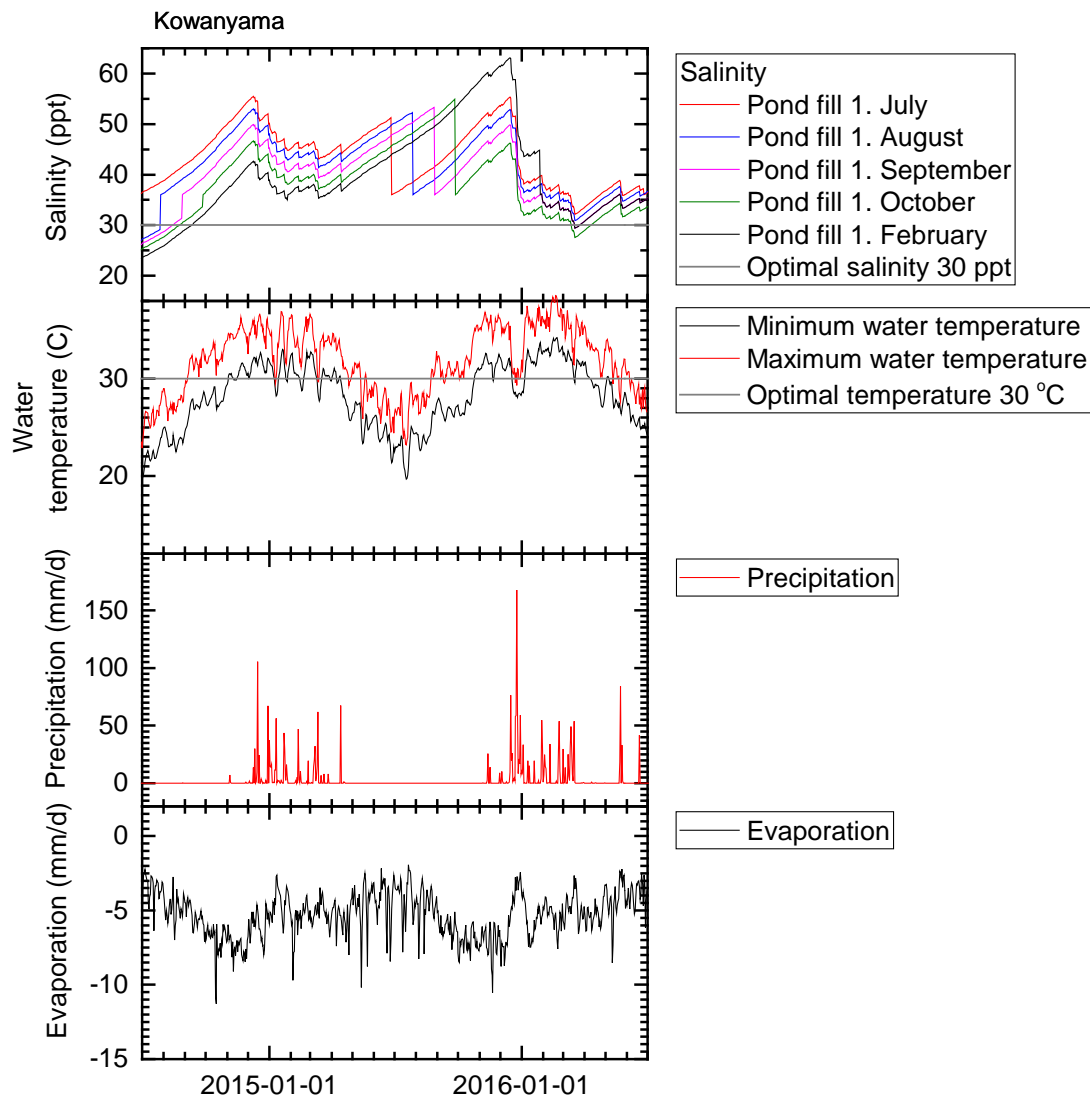 Kowanyama
Salinity (ppt)
60
50
40
30
20
Salinity
Pond fill 1. July
Pond fill 1. August
Pond fill 1. September
Pond fill 1. October
Pond fill 1. February
Optimal salinity 30 ppt
Water
temperature (C)
30
20
Minimum water temperature
Maximum water temperature
Optimal temperature 30 °C
Precipitation (mm/d)
150
100
50
0
Precipitation
Evaporation (mm/d)
0
-5
-10
-15
Evaporation
2015-01-01
2016-01-01